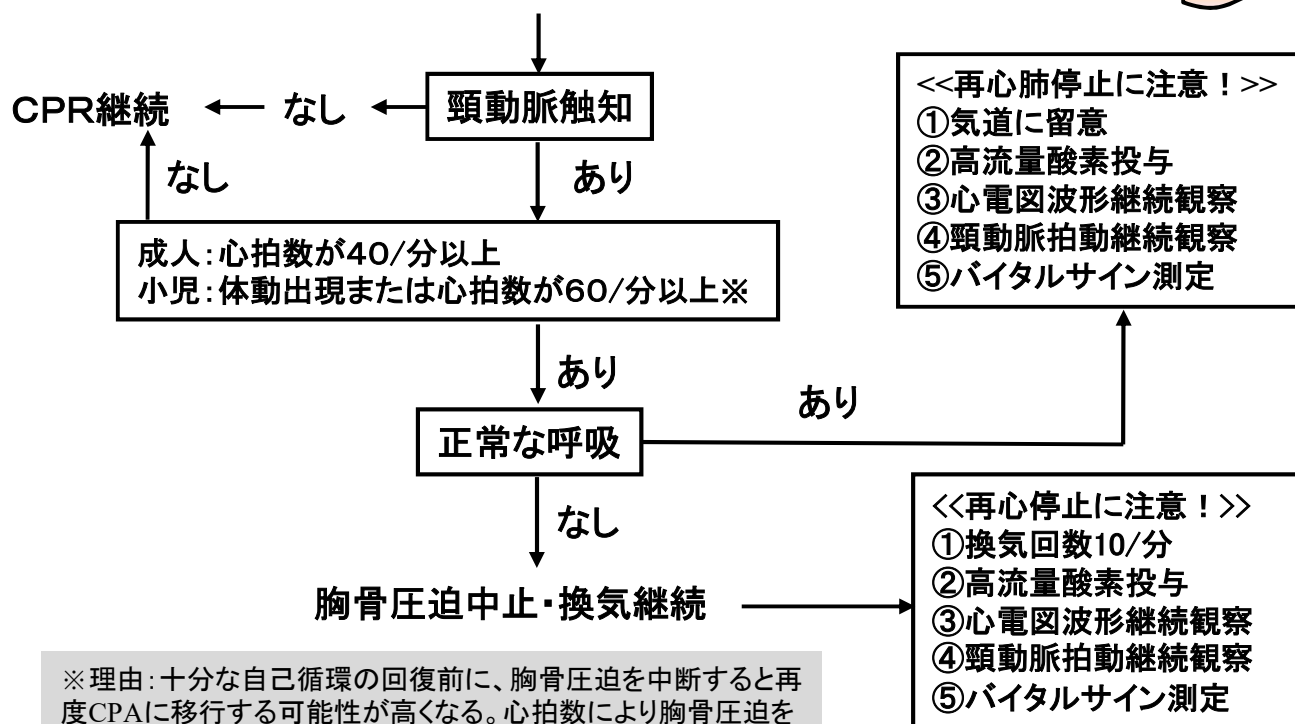 頸動脈触知
なし
CPR継続
あり
なし
成人：心拍数が40/分以上
小児：体動出現または心拍数が60/分以上※
あり
正常な呼吸
あり
<<再心肺停止に注意！>>
①気道に留意
②高流量酸素投与
③心電図波形継続観察
④頸動脈拍動継続観察
⑤バイタルサイン測定
なし
胸骨圧迫中止・換気継続
<<再心停止に注意！>>
①換気回数10/分
②高流量酸素投与
③心電図波形継続観察
④頸動脈拍動継続観察
⑤バイタルサイン測定
※理由：十分な自己循環の回復前に、胸骨圧迫を中断すると再
度CPAに移行する可能性が高くなる。心拍数により胸骨圧迫を